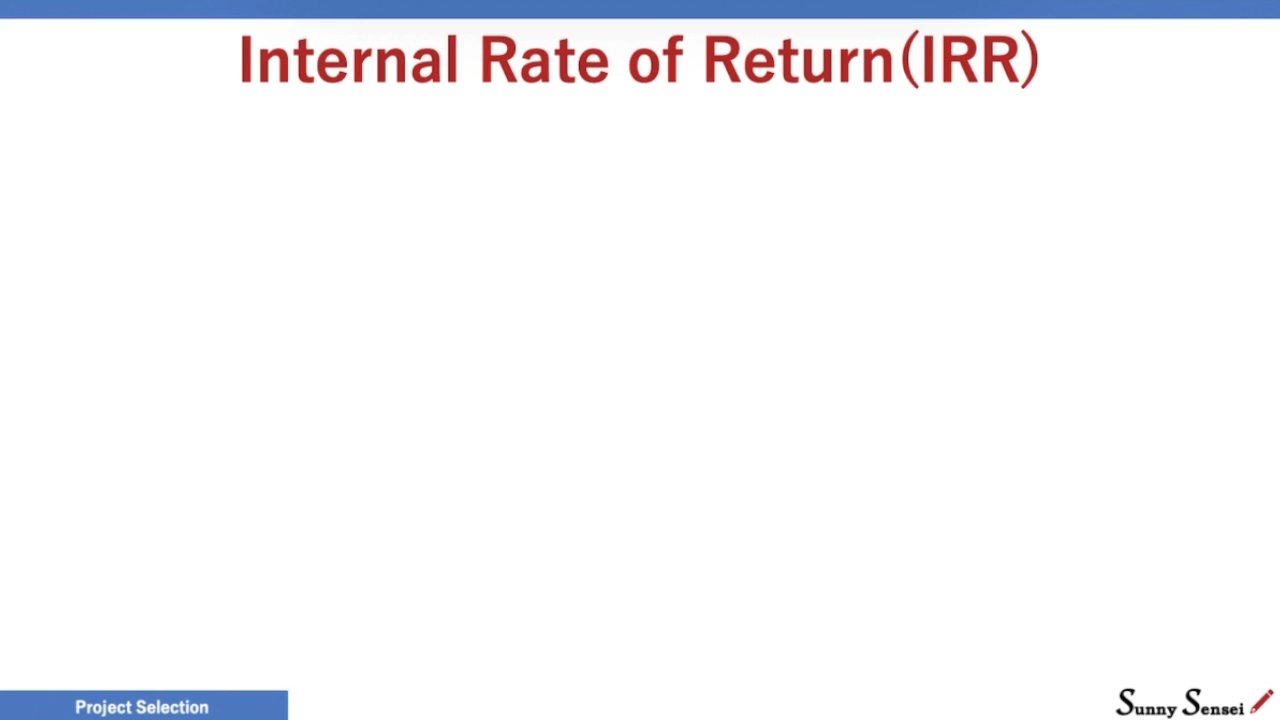 Internal Rate of Return(IRR)
Project Selection
Sunny Sensei